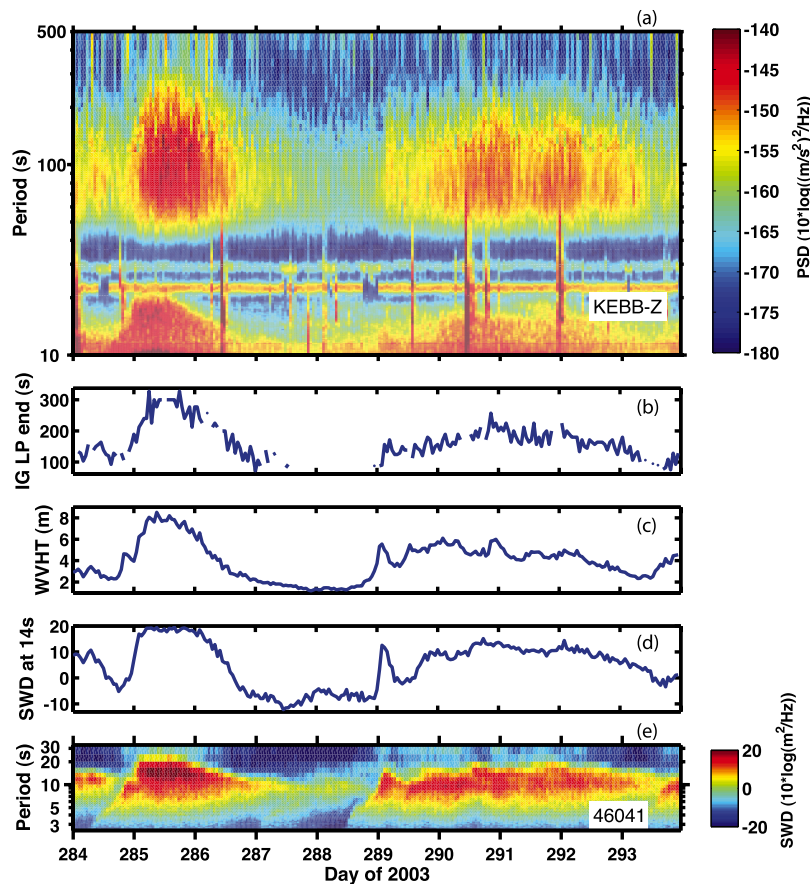 (a)
500
100
10
Period (s)
KEBB-Z
-140
-145
-150
-155
-160
-165
-170
-175
-180
PSD (10*log((m/s²)²/Hz))
(b)
300
200
100
IG LP end (s)
(c)
8
6
4
2
WVHT (m)
(d)
20
10
0
-10
SWD at 14s
(e)
30
20
10
5
3
Period (s)
46041
20
0
-20
SWD (10*log(m²/Hz)
284 285 286 287 288 289 290 291 292 293
Day of 2003